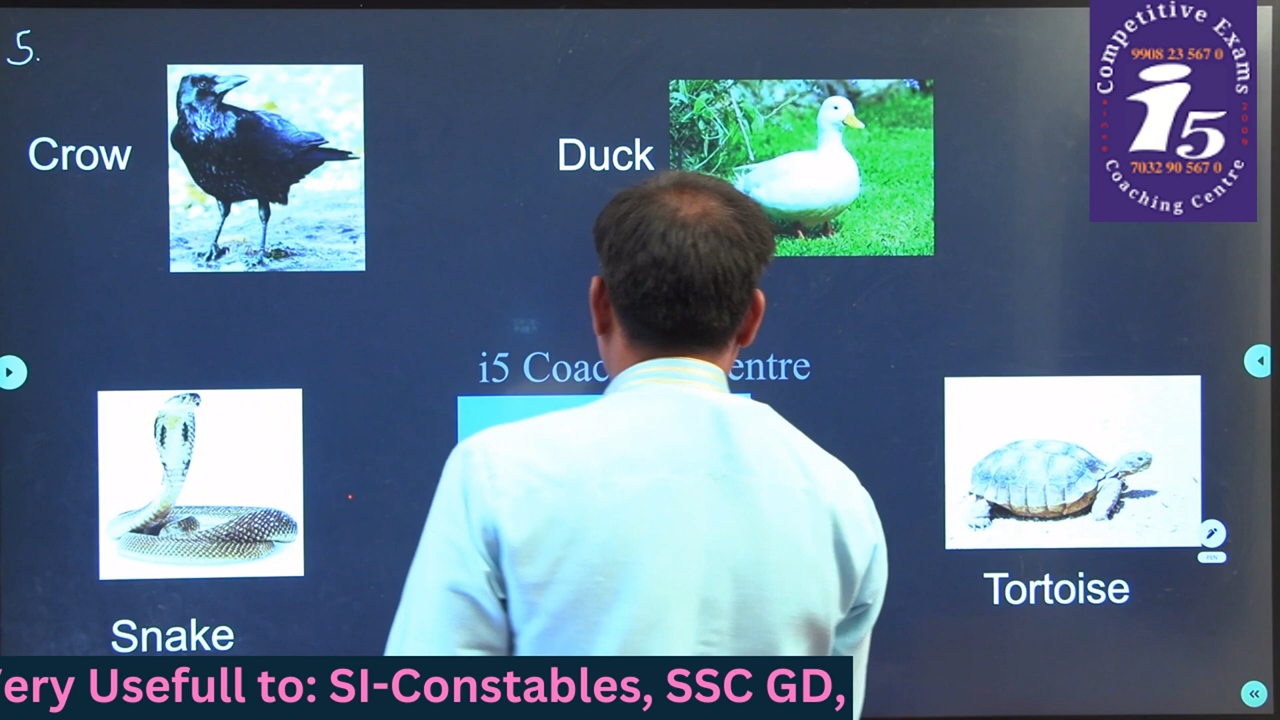 5.
Competitive Exams
9908 23 567 0
i5
7032 90 567 0
Coaching Centre
Crow
Duck
i5 Coac entre
Snake
Tortoise
PEN
ery Usefull to: SI-Constables, SSC GD,